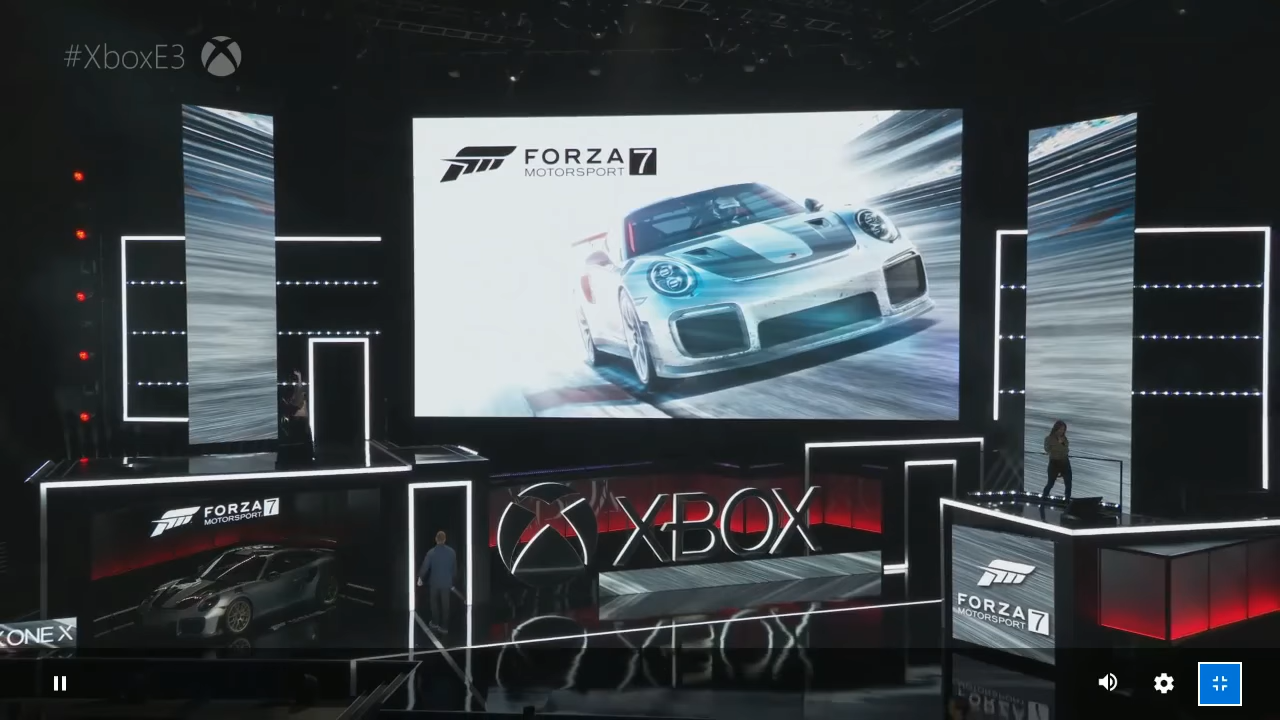 #XboxE3
FORZA 7
MOTORSPORT
FORZA 7
MOTORSPORT
XBOX
FORZA
MOTORSPORT 7
ONE X